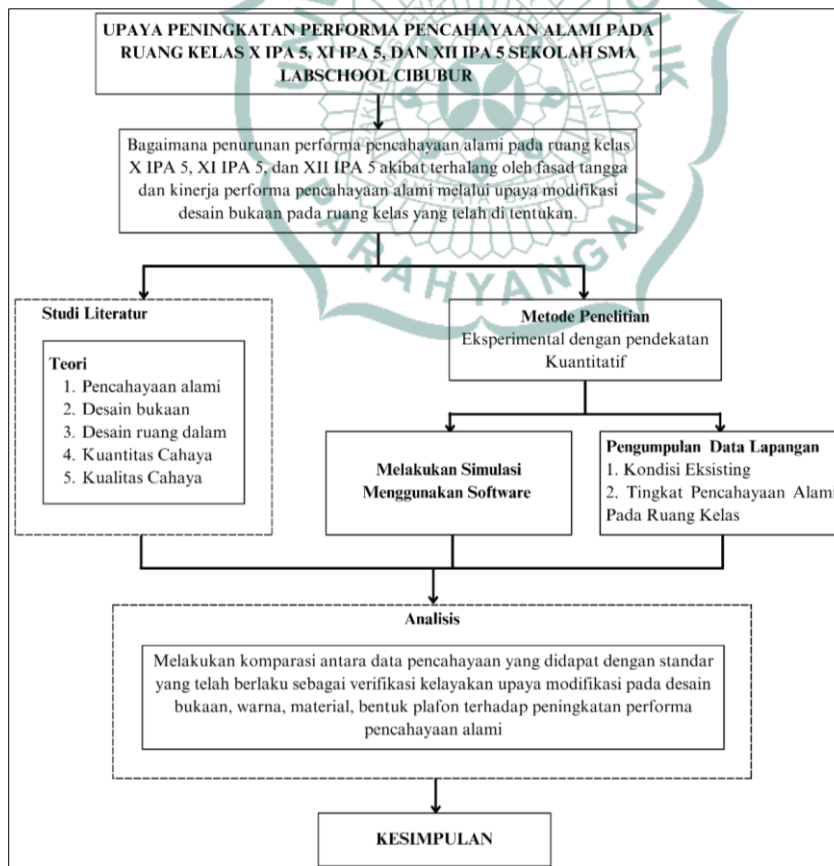 UPAYA PENINGKATAN PERFORMA PENCAHAYAAN ALAMI PADA
RUANG KELAS X IPA 5, XI IPA 5, DAN XII IPA 5 SEKOLAH SMA
LABSCHOOL CIBUBUR
Bagaimana penurunan performa pencahayaan alami pada ruang kelas
X IPA 5, XI IPA 5, dan XII IPA 5 akibat terhalang oleh fasad tangga
dan kinerja performa pencahayaan alami melalui upaya modifikasi
desain bukaan pada ruang kelas yang telah di tentukan.
PARAHYANGAN
Studi Literatur
Teori
1. Pencahayaan alami
2. Desain bukaan
3. Desain ruang dalam
4. Kuantitas Cahaya
5. Kualitas Cahaya
Metode Penelitian
Eksperimental dengan pendekatan
Kuantitatif
Melakukan Simulasi
Menggunakan Software
Pengumpulan Data Lapangan
1. Kondisi Eksisting
2. Tingkat Pencahayaan Alami
Pada Ruang Kelas
Analisis
Melakukan komparasi antara data pencahayaan yang didapat dengan standar
yang telah berlaku sebagai verifikasi kelayakan upaya modifikasi pada desain
bukaan, warna, material, bentuk plafon terhadap peningkatan performa
pencahayaan alami
KESIMPULAN